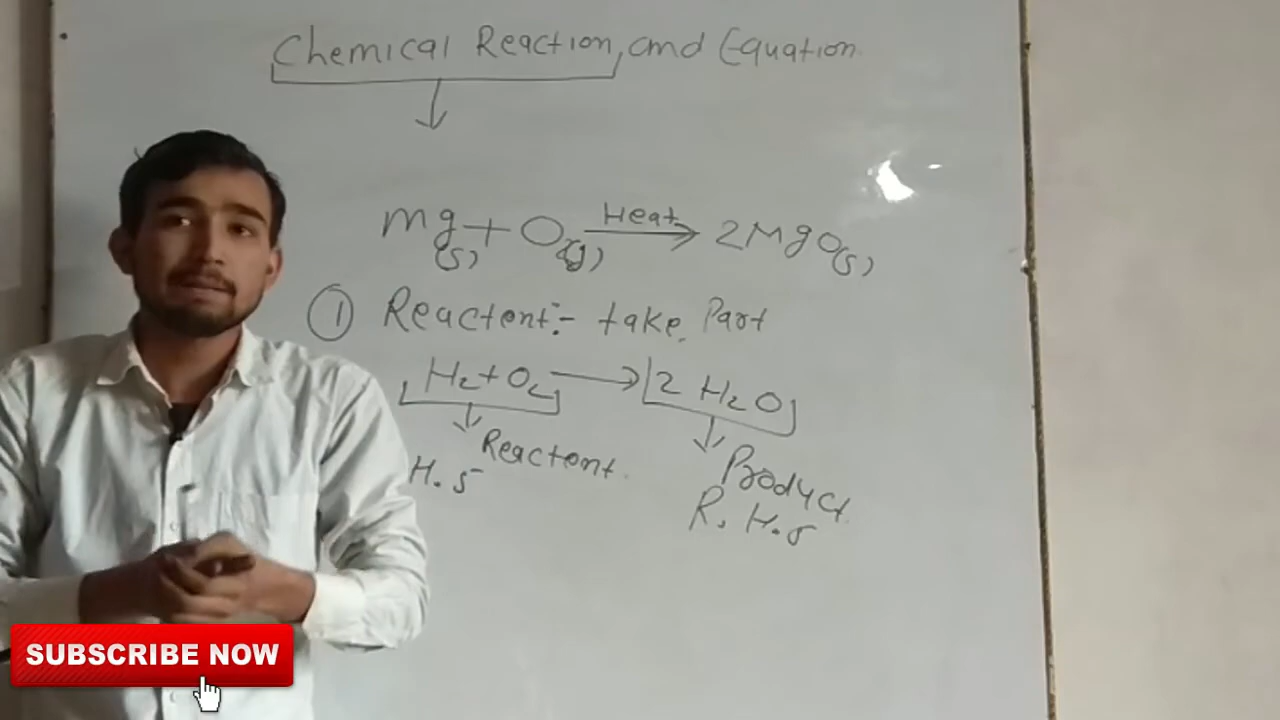 Chemical Reaction, and Equation
Mg(s) + O2(g) Heat → 2MgO(s)
① Reactent:- take Part
H2 + O2 → 2 H2O
Reactent. Product
H.S R.H.S
SUBSCRIBE NOW